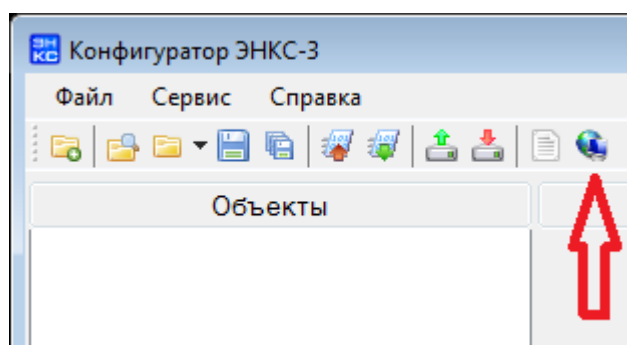 ЭН
КС
Конфигуратор ЭНКС-3
Файл Сервис Справка
Объекты